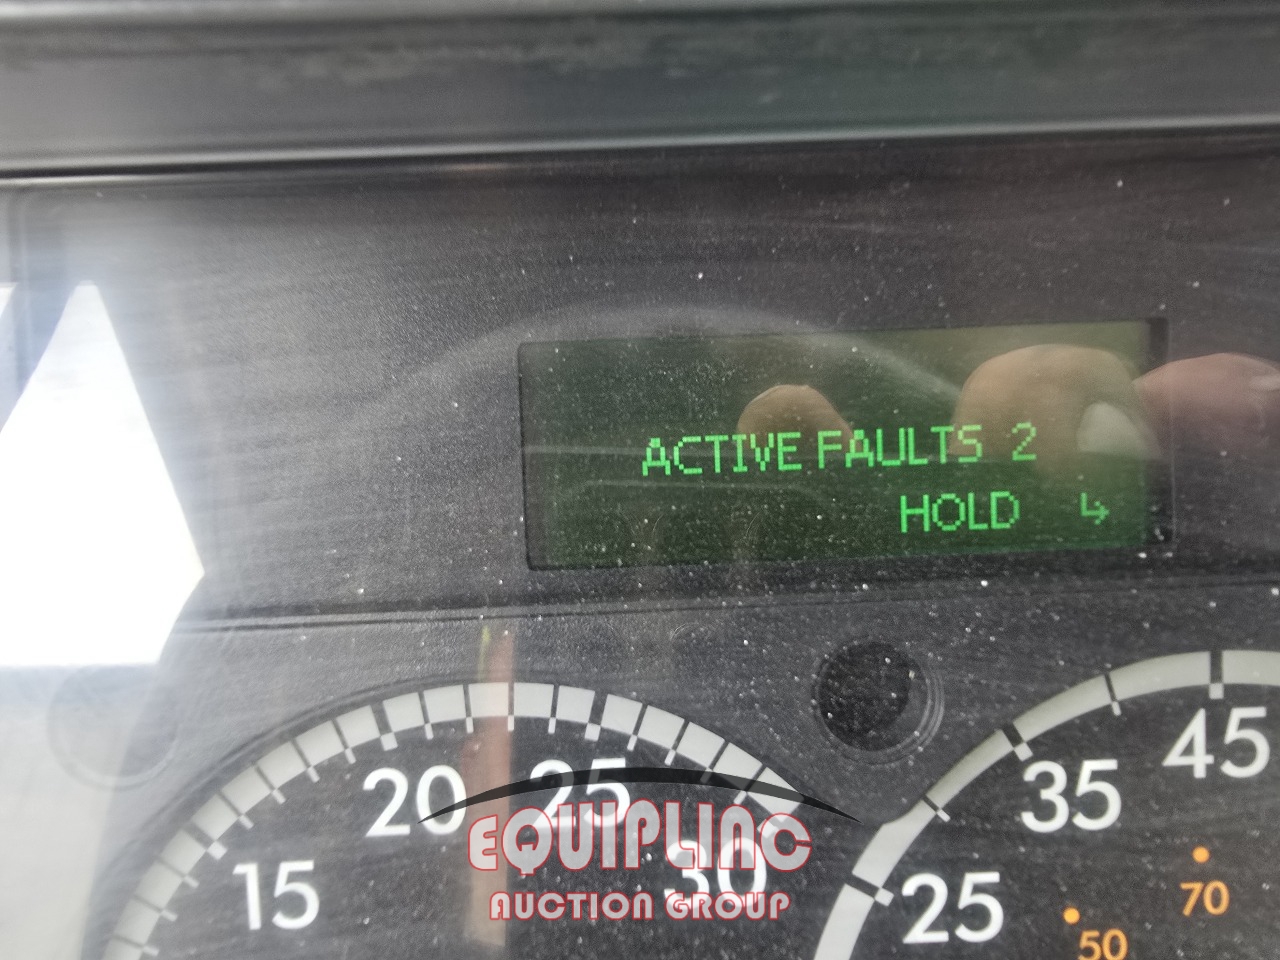 ACTIVE FAULTS 2
HOLD ↳
20
25
15
30
45
35
25
70
50
EQUIPLINC
AUCTION GROUP